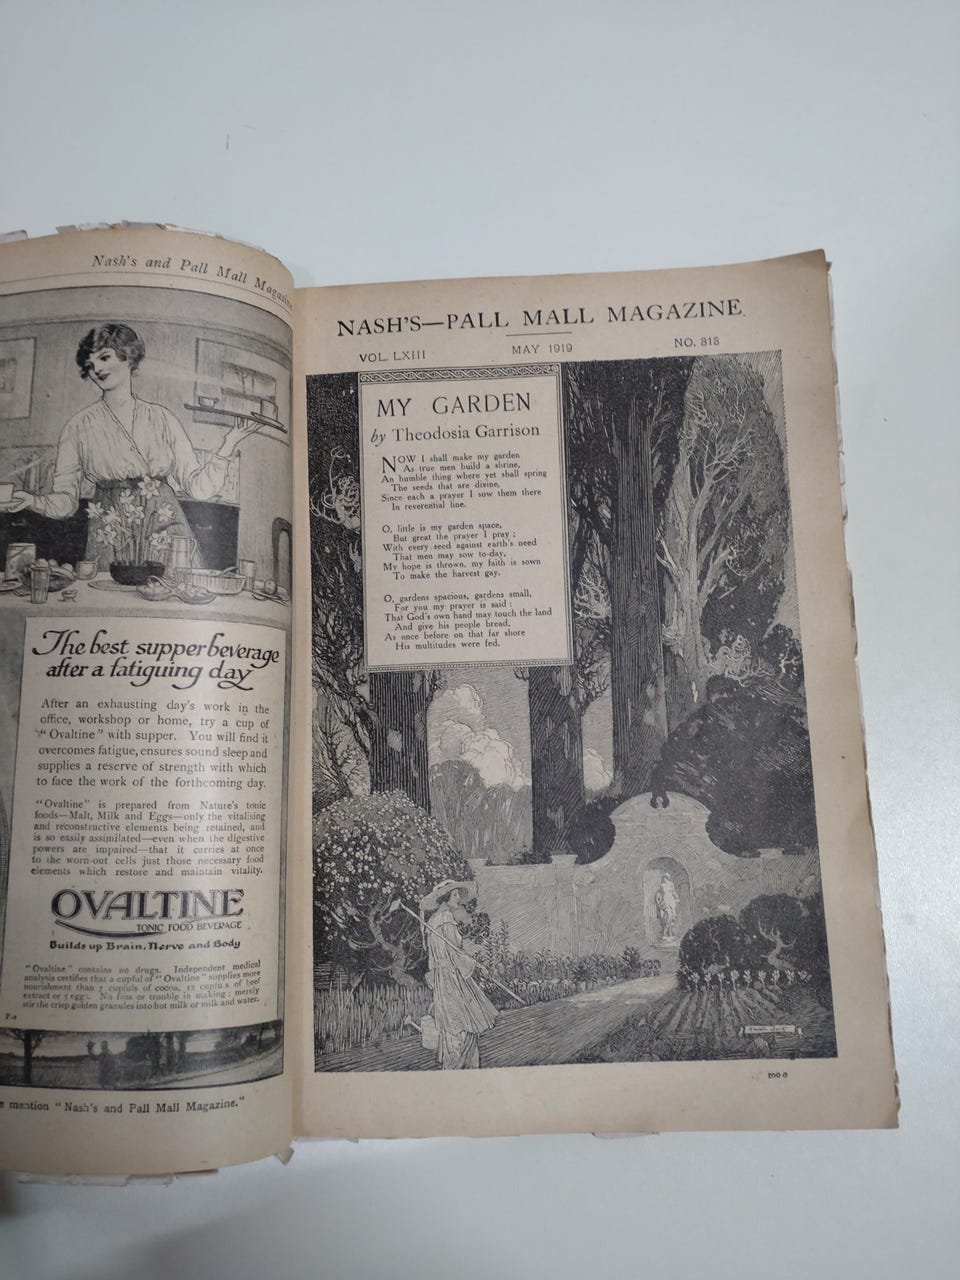 Nash's and Pall Mall Magazine
The best supper beverage
after a fatiguing day
After an exhausting day's work in the
office, workshop or home, try a cup of
"Ovaltine" with supper. You will find it
overcomes fatigue, ensures sound sleep and
supplies a reserve of strength with which
to face the work of the forthcoming day.
"Ovaltine" is prepared from Nature's tonic
foods—Malt, Milk and Eggs—only the vitalising
and reconstructive elements being retained, and
is so easily assimilated—even when the digestive
powers are impaired—that it carries at once
to the worn-out cells just those necessary food
elements which restore and maintain vitality.
OVALTINE
TONIC FOOD BEVERAGE
Builds up Brain, Nerve and Body
"Ovaltine" contains no drugs. Independent medical
analysis certifies that a cupful of "Ovaltine" supplies more
nourishment than 7 cupfuls of cocoa, 12 cupfuls of beef
extract or 3 eggs. No fuss or trouble in making: merely
stir the crisp golden granules into hot milk or milk and water.
mention "Nash's and Pall Mall Magazine."
NASH'S—PALL MALL MAGAZINE
VOL. LXIII MAY 1919 NO. 313
MY GARDEN
by Theodosia Garrison
NOW I shall make my garden
As true men build a shrine,
An humble thing where yet shall spring
The seeds that are divine,
Since each a prayer I sow them there
In reverential line.
O, little is my garden space,
But great the prayer I pray;
With every seed against earth's need
That men may sow to-day,
My hope is thrown, my faith is sown
To make the harvest gay.
O, gardens spacious, gardens small,
For you my prayer is said:
That God's own hand may touch the land
And give his people bread,
As once before on that far shore
His multitudes were fed.